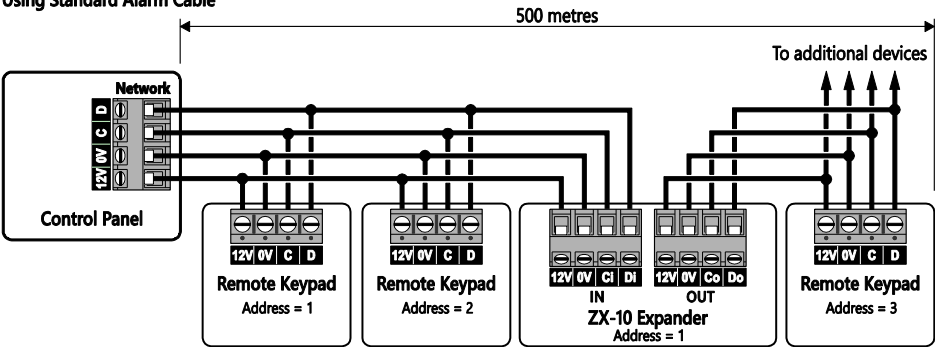 Using Standard Alarm Cable
500 metres
To additional devices
Network
D
C
0V
12V
Control Panel
12V 0V C D
Remote Keypad
Address = 1
12V 0V C D
Remote Keypad
Address = 2
12V 0V Ci Di
IN
12V 0V Co Do
OUT
ZX-10 Expander
Address = 1
12V 0V C D
Remote Keypad
Address = 3